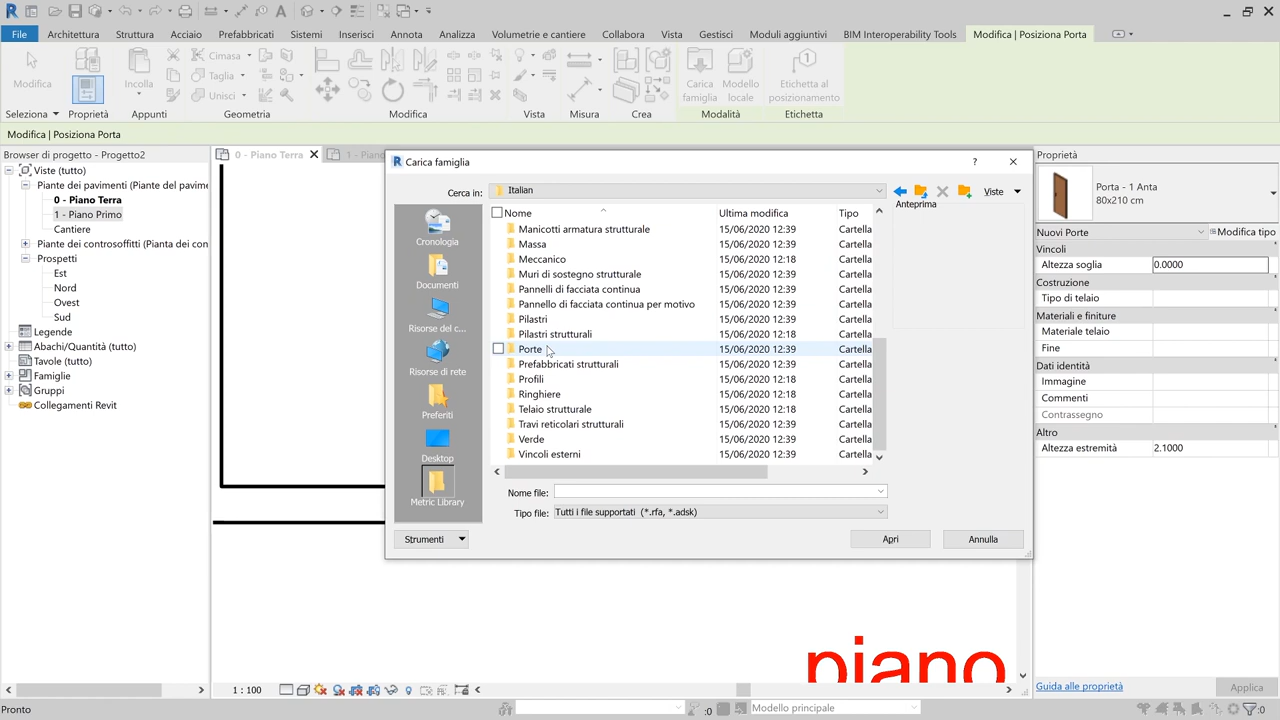 File Architettura Struttura Acciaio Prefabbricati Sistemi Inserisci Annota Analizza Volumetrie e cantiere Collabora Vista Gestisci Moduli aggiuntivi BIM Interoperability Tools Modifica | Posiziona Porta
Modifica
Incolla
Cimasa
Taglia
Unisci
Carica famiglia
Modello locale
Etichetta al posizionamento
Seleziona Proprietà Appunti Geometria Modifica Vista Misura Crea Modalità Etichetta
Modifica | Posiziona Porta
Browser di progetto - Progetto2
Viste (tutto)
Piante dei pavimenti (Piante del pavime
0 - Piano Terra
1 - Piano Primo
Cantiere
Piante dei controsoffitti (Pianta dei con
Prospetti
Est
Nord
Ovest
Sud
Legende
Abachi/Quantità (tutto)
Tavole (tutto)
Famiglie
Gruppi
Collegamenti Revit
0 - Piano Terra
1 - Piano
Carica famiglia
Cerca in: Italian
Viste
Anteprima
Cronologia
Documenti
Risorse del c...
Risorse di rete
Preferiti
Desktop
Metric Library
Nome Ultima modifica Tipo
Manicotti armatura strutturale 15/06/2020 12:39 Cartella
Massa 15/06/2020 12:39 Cartella
Meccanico 15/06/2020 12:18 Cartella
Muri di sostegno strutturale 15/06/2020 12:39 Cartella
Pannelli di facciata continua 15/06/2020 12:39 Cartella
Pannello di facciata continua per motivo 15/06/2020 12:39 Cartella
Pilastri 15/06/2020 12:39 Cartella
Pilastri strutturali 15/06/2020 12:18 Cartella
Porte 15/06/2020 12:39 Cartella
Prefabbricati strutturali 15/06/2020 12:39 Cartella
Profili 15/06/2020 12:18 Cartella
Ringhiere 15/06/2020 12:18 Cartella
Telaio strutturale 15/06/2020 12:18 Cartella
Travi reticolari strutturali 15/06/2020 12:39 Cartella
Verde 15/06/2020 12:39 Cartella
Vincoli esterni 15/06/2020 12:39 Cartella
Nome file:
Tipo file: Tutti i file supportati (*.rfa, *.adsk)
Strumenti
Apri
Annulla
Proprietà
Porta - 1 Anta
80x210 cm
Nuovi Porte
Modifica tipo
Vincoli
Altezza soglia 0.0000
Costruzione
Tipo di telaio
Materiali e finiture
Materiale telaio
Fine
Dati identità
Immagine
Commenti
Contrassegno
Altro
Altezza estremità 2.1000
piano
1 : 100
Guida alle proprietà
Applica
Pronto
:0
Modello principale
:0